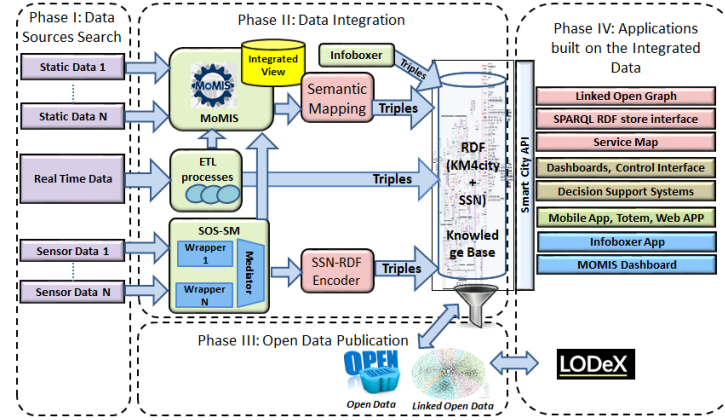 Phase I: Data
Sources Search
Static Data 1
Static Data N
Real Time Data
Sensor Data 1
Sensor Data N
Phase II: Data Integration
MoMIS
MoMIS
Integrated
View
Infoboxer
Triples
Semantic
Mapping
Triples
ETL
processes
Triples
SOS-SM
Wrapper
1
Wrapper
N
Mediator
SSN-RDF
Encoder
Triples
RDF
(KM4city
+
SSN)
Knowled
ge Base
Smart City API
Phase III: Open Data Publication
OPEN
DATA
Open Data
Linked Open Data
Phase IV: Applications
built on the Integrated
Data
Linked Open Graph
SPARQL RDF store interface
Service Map
Dashboards, Control Interface
Decision Support Systems
Mobile App, Totem, Web APP
Infoboxer App
MOMIS Dashboard
LODeX